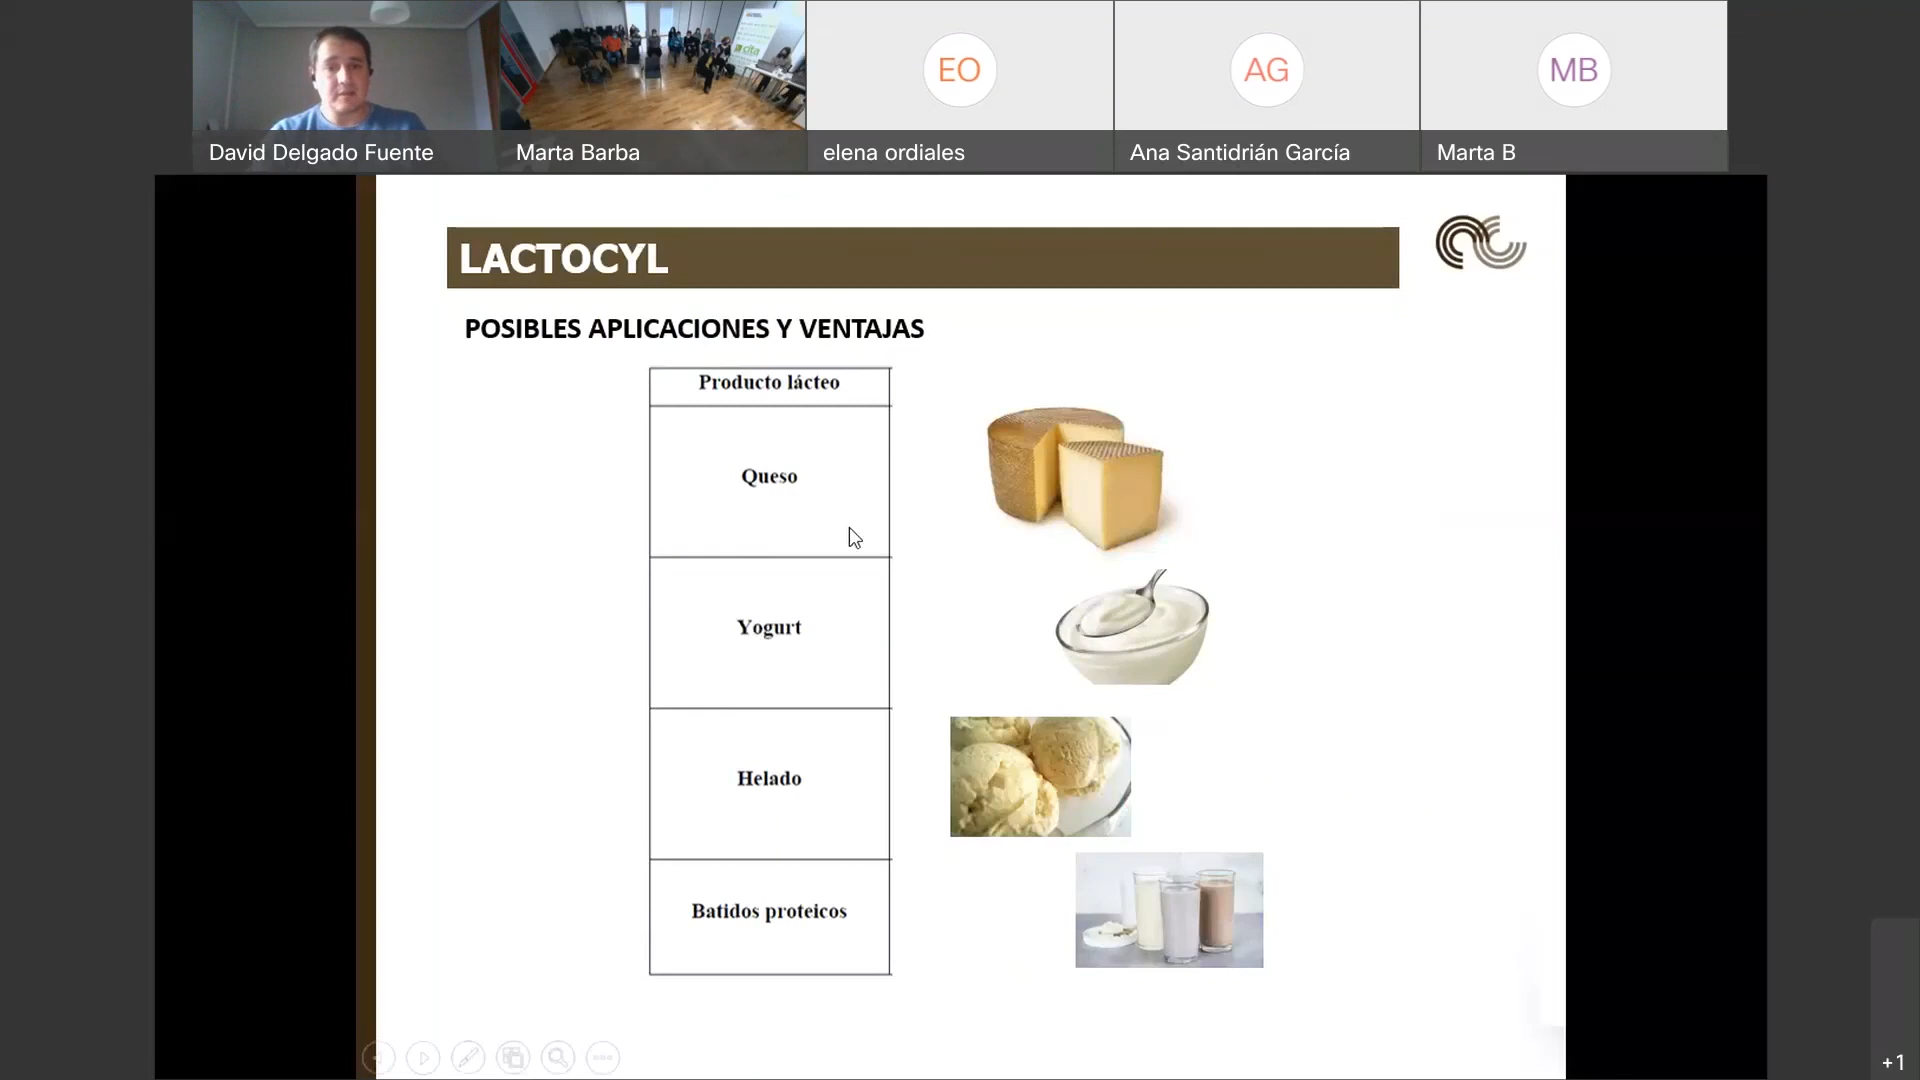 EO
AG
MB
David Delgado Fuente
Marta Barba
elena ordiales
Ana Santidrián García
Marta B
cita
LACTOCYL
POSIBLES APLICACIONES Y VENTAJAS
Producto lácteo
Queso
Yogurt
Helado
Batidos proteicos
+1